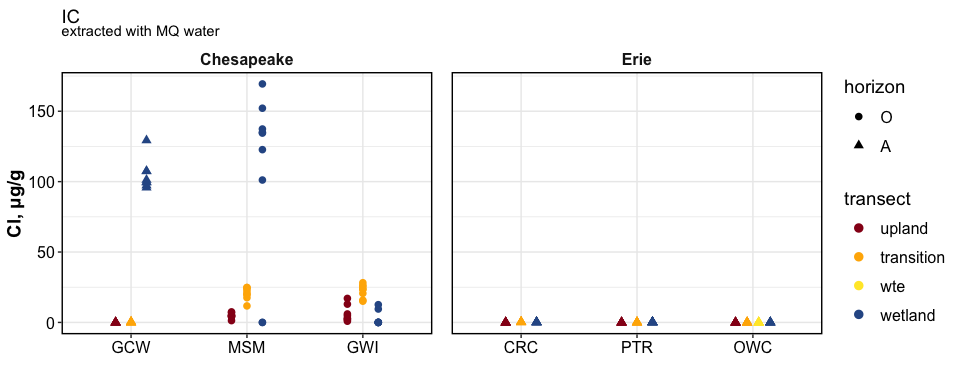 IC
extracted with MQ water
Chesapeake
Erie
Cl, µg/g
150
100
50
0
GCW
MSM
GWI
CRC
PTR
OWC
horizon
O
A
transect
upland
transition
wte
wetland